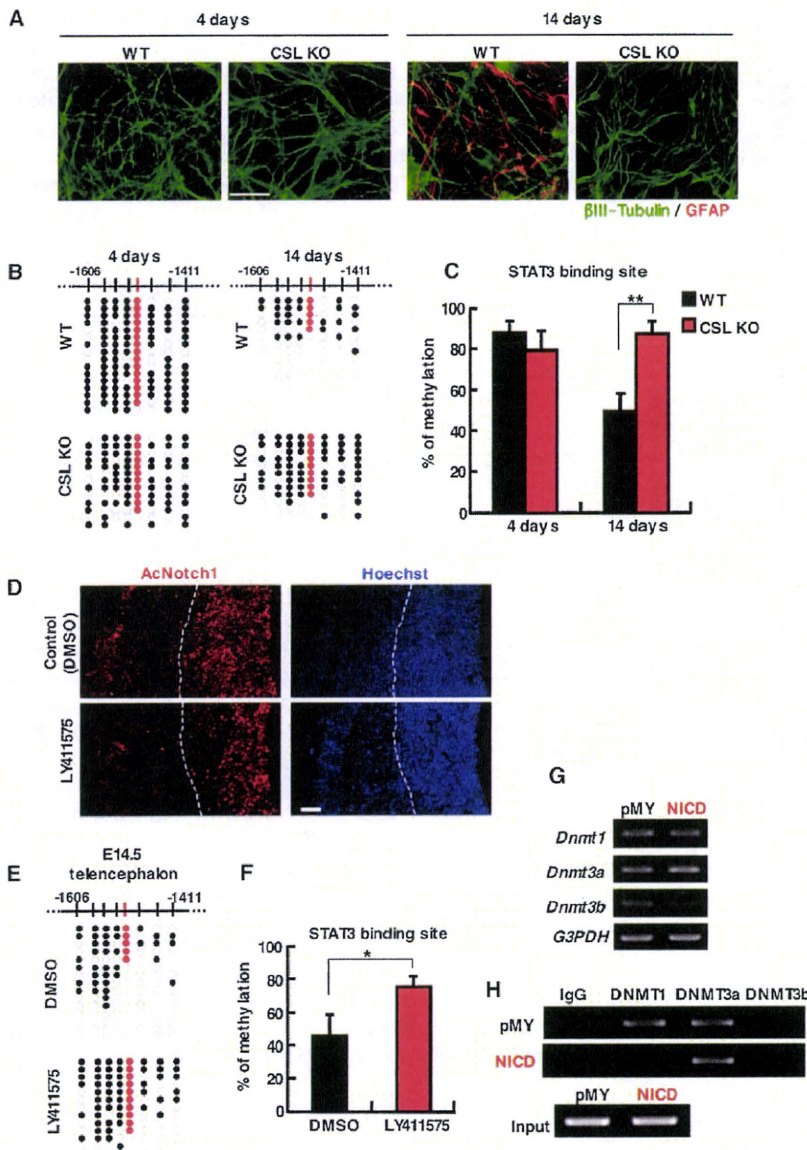 A
4 days
14 days
WT
CSL KO
WT
CSL KO
βIII-Tubulin / GFAP
B
4 days
14 days
-1606
-1411
-1606
-1411
WT
WT
CSL KO
CSL KO
C
STAT3 binding site
WT
CSL KO
**
% of methylation
100
80
60
40
20
0
4 days
14 days
D
AcNotch1
Hoechst
Control
(DMSO)
LY411575
E
E14.5
telencephalon
-1606
-1411
DMSO
LY411575
F
STAT3 binding site
*
% of methylation
100
80
60
40
20
0
DMSO
LY411575
G
pMY
NICD
Dnmt1
Dnmt3a
Dnmt3b
G3PDH
H
IgG
DNMT1
DNMT3a
DNMT3b
pMY
NICD
pMY
NICD
Input